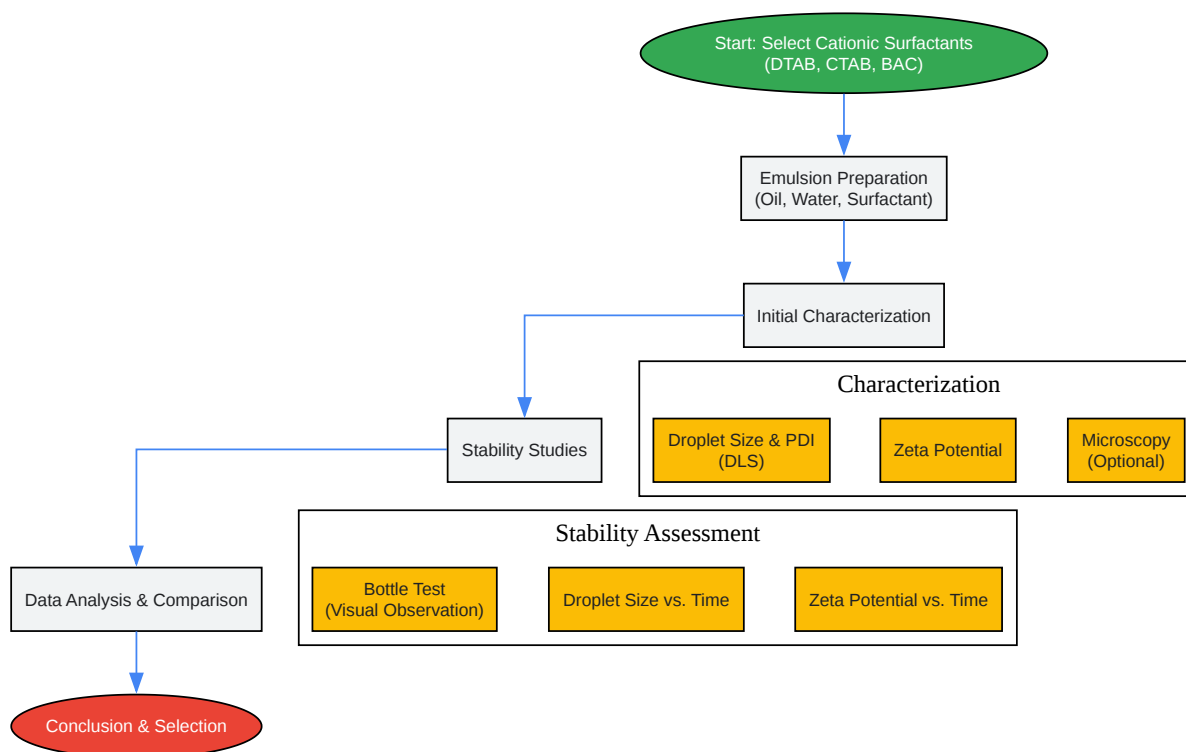 Start: Select Cationic Surfactants
(DTAB, CTAB, BAC)
Emulsion Preparation
(Oil, Water, Surfactant)
Initial Characterization
Characterization
Droplet Size & PDI
(DLS)
Zeta Potential
Microscopy
(Optional)
Stability Studies
Stability Assessment
Bottle Test
(Visual Observation)
Droplet Size vs. Time
Zeta Potential vs. Time
Data Analysis & Comparison
Conclusion & Selection